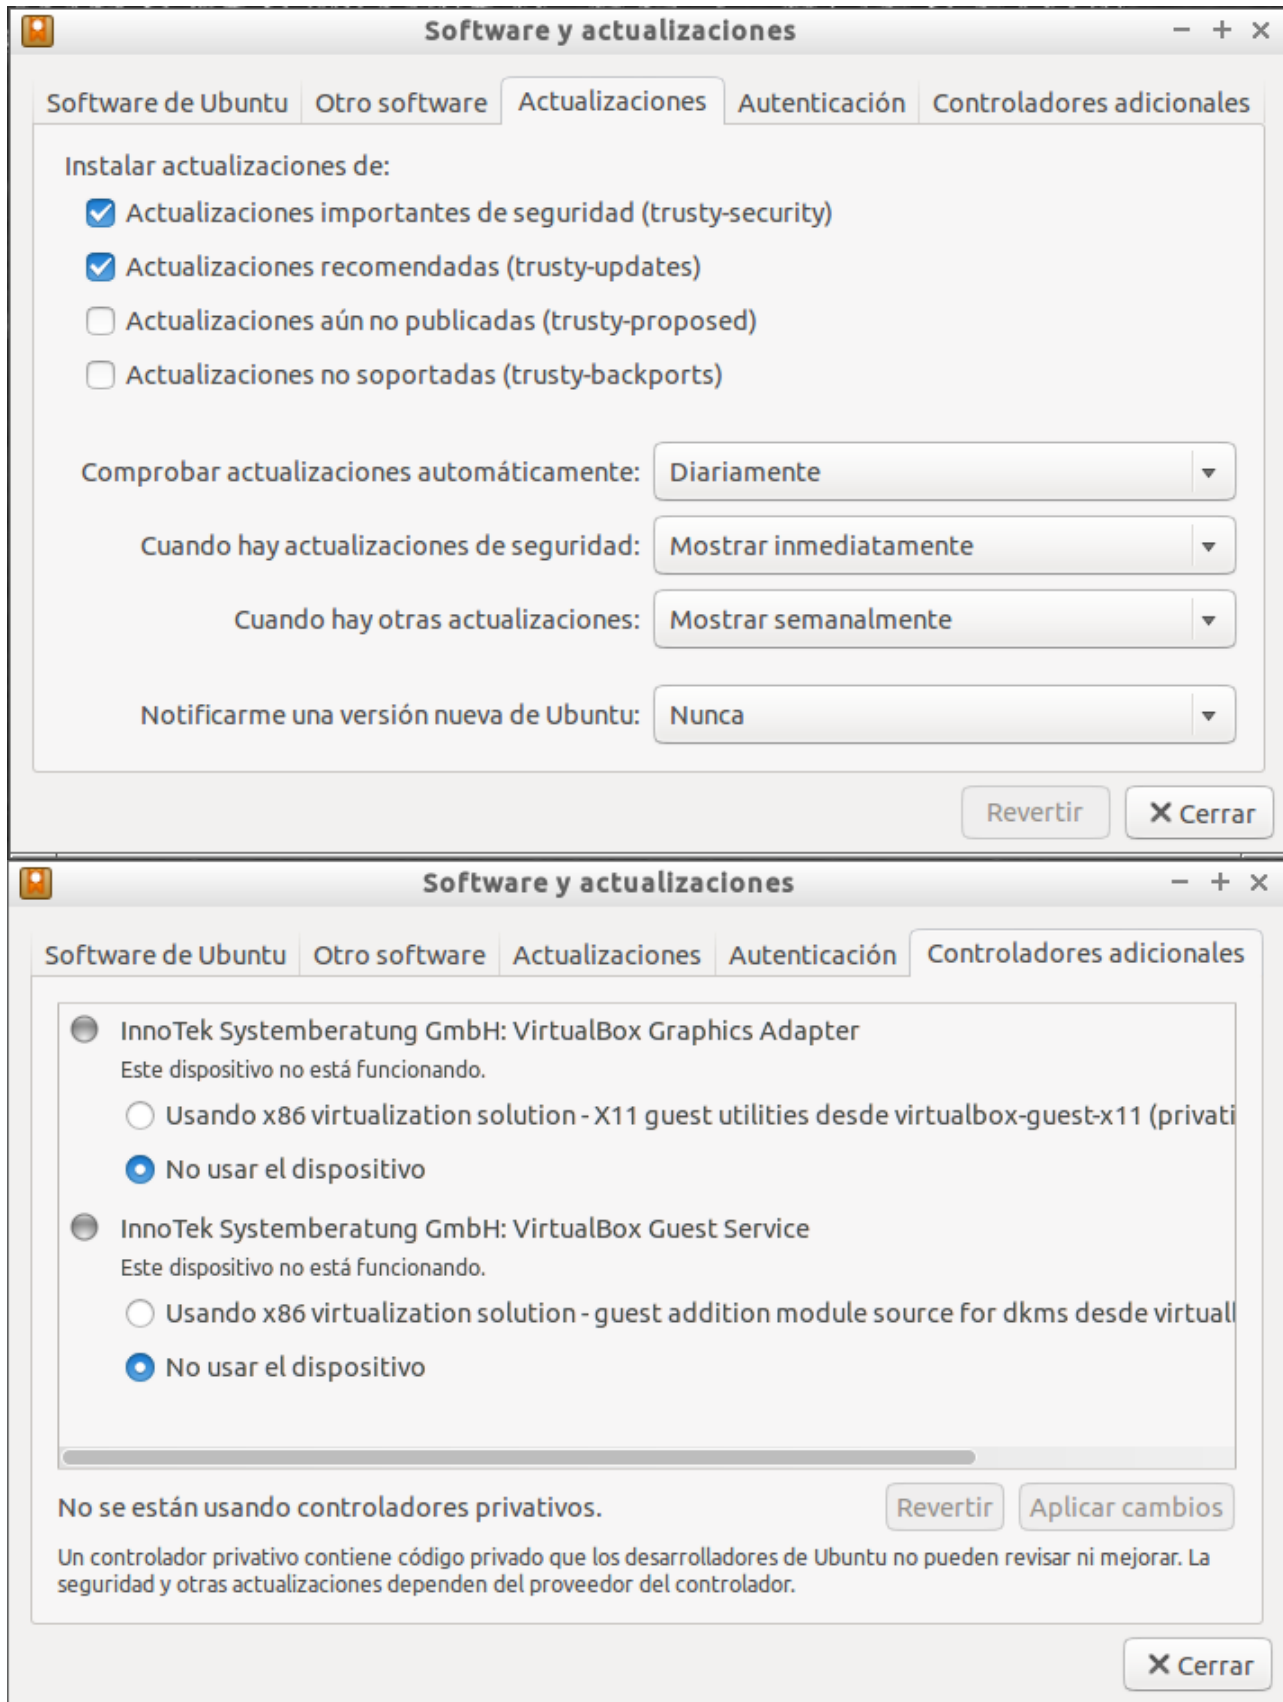 Software y actualizaciones
Software de Ubuntu
Otro software
Actualizaciones
Autenticación
Controladores adicionales
Instalar actualizaciones de:
Actualizaciones importantes de seguridad (trusty-security)
Actualizaciones recomendadas (trusty-updates)
Actualizaciones aún no publicadas (trusty-proposed)
Actualizaciones no soportadas (trusty-backports)
Comprobar actualizaciones automáticamente: Diariamente
Cuando hay actualizaciones de seguridad: Mostrar inmediatamente
Cuando hay otras actualizaciones: Mostrar semanalmente
Notificarme una versión nueva de Ubuntu: Nunca
Revertir
Cerrar
Software y actualizaciones
Software de Ubuntu
Otro software
Actualizaciones
Autenticación
Controladores adicionales
InnoTek Systemberatung GmbH: VirtualBox Graphics Adapter
Este dispositivo no está funcionando.
Usando x86 virtualization solution - X11 guest utilities desde virtualbox-guest-x11 (privati
No usar el dispositivo
InnoTek Systemberatung GmbH: VirtualBox Guest Service
Este dispositivo no está funcionando.
Usando x86 virtualization solution - guest addition module source for dkms desde virtual
No usar el dispositivo
No se están usando controladores privativos.
Revertir
Aplicar cambios
Un controlador privativo contiene código privado que los desarrolladores de Ubuntu no pueden revisar ni mejorar. La
seguridad y otras actualizaciones dependen del proveedor del controlador.
Cerrar